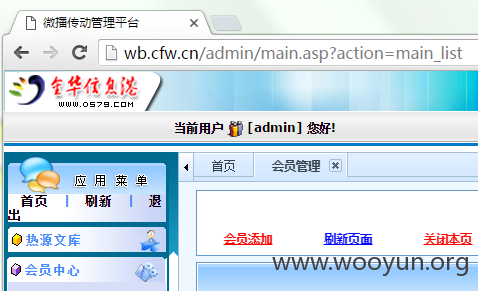 微播传动管理平台
wb.cfw.cn/admin/main.asp?action=main_list
金华信息港
www.0579.com
当前用户 [admin] 您好!
应用菜单
首页 | 刷新 | 退出
首页 会员管理
热源文库
会员中心
会员添加 刷新页面 关闭本页
www.wooyun.org